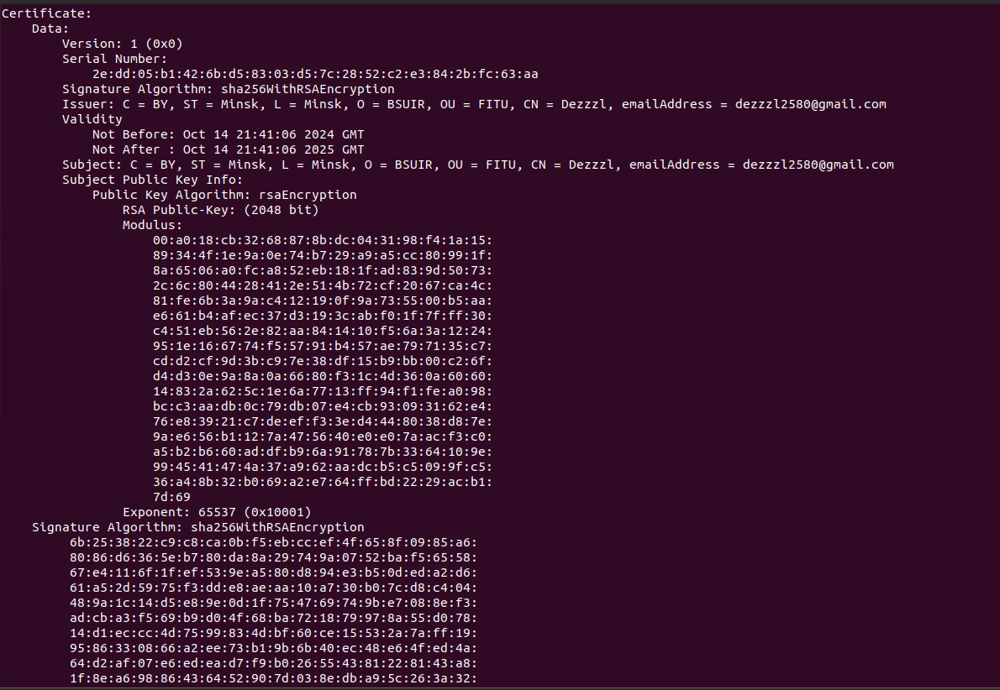 Certificate:
    Data:
        Version: 1 (0x0)
        Serial Number:
            2e:dd:05:b1:42:6b:d5:83:03:d5:7c:28:52:c2:e3:84:2b:fc:63:aa
        Signature Algorithm: sha256WithRSAEncryption
        Issuer: C = BY, ST = Minsk, L = Minsk, O = BSUIR, OU = FITU, CN = Dezzzl, emailAddress = dezzzl2580@gmail.com
        Validity
            Not Before: Oct 14 21:41:06 2024 GMT
            Not After : Oct 14 21:41:06 2025 GMT
        Subject: C = BY, ST = Minsk, L = Minsk, O = BSUIR, OU = FITU, CN = Dezzzl, emailAddress = dezzzl2580@gmail.com
        Subject Public Key Info:
            Public Key Algorithm: rsaEncryption
                RSA Public-Key: (2048 bit)
                Modulus:
                    00:a0:18:cb:32:68:87:8b:dc:04:31:98:f4:1a:15:
                    89:34:4f:1e:9a:0e:74:b7:29:a9:a5:cc:80:99:1f:
                    8a:65:06:a0:fc:a8:52:eb:18:1f:ad:83:9d:50:73:
                    2c:6c:80:44:28:41:2e:51:4b:72:cf:20:67:ca:4c:
                    81:fe:6b:3a:9a:c4:12:19:0f:9a:73:55:00:b5:aa:
                    e6:61:b4:af:ec:37:d3:19:3c:ab:f0:1f:7f:ff:30:
                    c4:51:eb:56:2e:82:aa:84:14:10:f5:6a:3a:12:24:
                    95:1e:16:67:74:f5:57:91:b4:57:ae:79:71:35:c7:
                    cd:d2:cf:9d:3b:c9:7e:38:df:15:b9:bb:00:c2:6f:
                    d4:d3:0e:9a:8a:0a:66:80:f3:1c:4d:36:0a:60:60:
                    14:83:2a:62:5c:1e:6a:77:13:ff:94:f1:fe:a0:98:
                    bc:c3:aa:db:0c:79:db:07:e4:cb:93:09:31:62:e4:
                    76:e8:39:21:c7:de:ef:f3:3e:d4:44:80:38:d8:7e:
                    9a:e6:56:b1:12:7a:47:56:40:e0:e0:7a:ac:f3:c0:
                    a5:b2:b6:60:ad:df:b9:6a:91:78:7b:33:64:10:9e:
                    99:45:41:47:4a:37:a9:62:aa:dc:b5:c5:09:9f:c5:
                    36:a4:8b:32:b0:69:a2:e7:64:ff:bd:22:29:ac:b1:
                    7d:69
                Exponent: 65537 (0x10001)
    Signature Algorithm: sha256WithRSAEncryption
         6b:25:38:22:c9:c8:ca:0b:f5:eb:cc:ef:4f:65:8f:09:85:a6:
         80:86:d6:36:5e:b7:80:da:8a:29:74:9a:07:52:ba:f5:65:58:
         67:e4:11:6f:1f:ef:53:9e:a5:80:d8:94:e3:b5:0d:ed:a2:d6:
         61:a5:2d:59:75:f3:dd:e8:ae:aa:10:a7:30:b0:7c:d8:c4:04:
         48:9a:1c:14:d5:e8:9e:0d:1f:75:47:69:74:9b:e7:08:8e:f3:
         ad:cb:a3:f5:69:b9:d0:4f:68:ba:72:18:79:97:8a:55:d0:78:
         14:d1:ec:cc:4d:75:99:83:4d:bf:60:ce:15:53:2a:7a:ff:19:
         95:86:33:08:66:a2:ee:73:b1:9b:6b:40:ec:48:e6:4f:ed:4a:
         64:d2:af:07:e6:ed:ea:d7:f9:b0:26:55:43:81:22:81:43:a8:
         1f:8e:a6:98:86:43:64:52:90:7d:03:8e:db:a9:5c:26:3a:32: